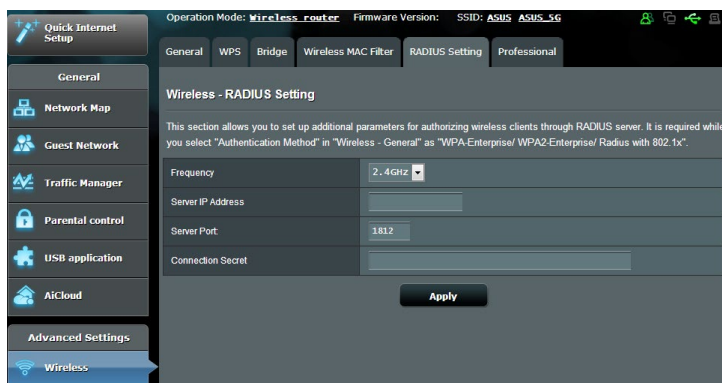 Quick Internet
Setup
Operation Mode: Wireless router Firmware Version: SSID: ASUS ASUS_5G
General WPS Bridge Wireless MAC Filter RADIUS Setting Professional
General
Network Map
Guest Network
Traffic Manager
Parental control
USB application
AiCloud
Advanced Settings
Wireless
Wireless - RADIUS Setting
This section allows you to set up additional parameters for authorizing wireless clients through RADIUS server. It is required while
you select "Authentication Method" in "Wireless - General" as "WPA-Enterprise/ WPA2-Enterprise/ Radius with 802.1x".
Frequency 2.4GHz
Server IP Address
Server Port: 1812
Connection Secret
Apply